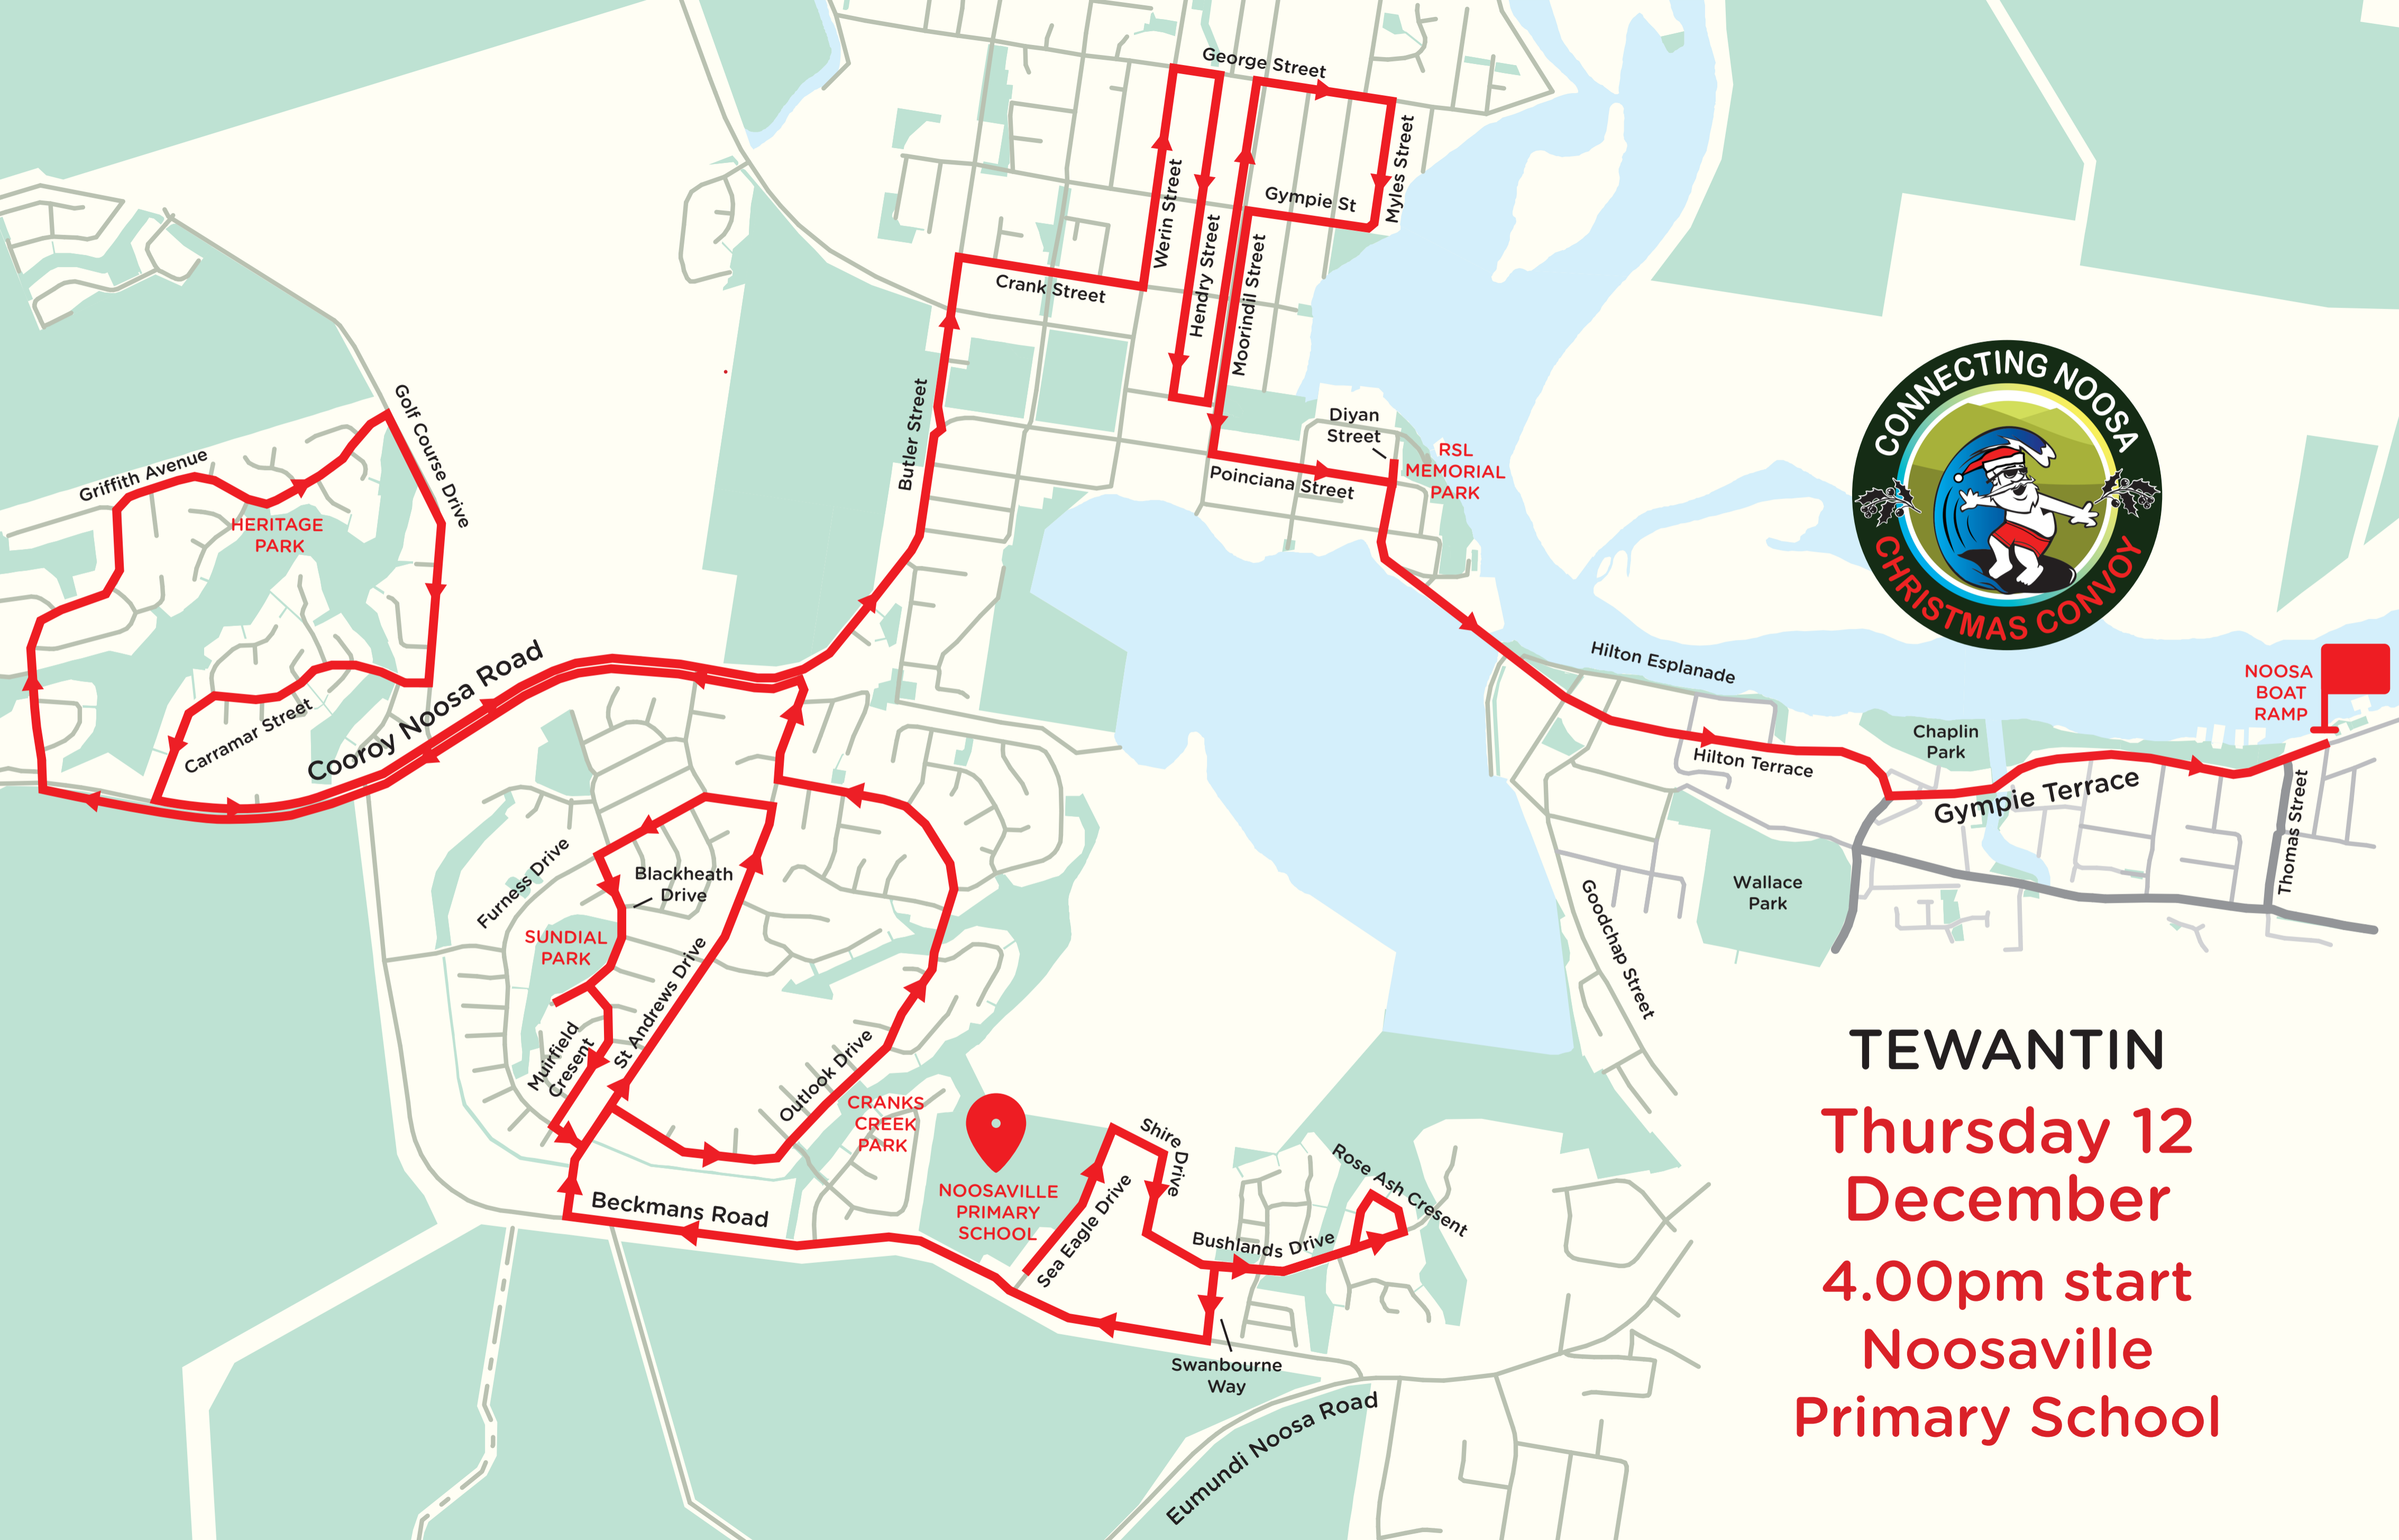 George Street
Myles Street
Gympie St
Werin Street
Hendry Street
Moorindil Street
Crank Street
Butler Street
Diyan
Street
RSL
MEMORIAL
PARK
Poinciana Street
Golf Course Drive
Griffith Avenue
HERITAGE
PARK
Carramar Street
Cooroy Noosa Road
CONNECTING NOOSA
CHRISTMAS CONVOY
Hilton Esplanade
NOOSA
BOAT
RAMP
Chaplin
Park
Hilton Terrace
Gympie Terrace
Thomas Street
Wallace
Park
Goodchap Street
Furness Drive
Blackheath
Drive
SUNDIAL
PARK
St Andrews Drive
Muirfield
Cresent
Outlook Drive
CRANKS
CREEK
PARK
NOOSAVILLE
PRIMARY
SCHOOL
Beckmans Road
Sea Eagle Drive
Shire Drive
Rose Ash Cresent
Bushlands Drive
Swanbourne
Way
Eumundi Noosa Road
TEWANTIN
Thursday 12
December
4.00pm start
Noosaville
Primary School